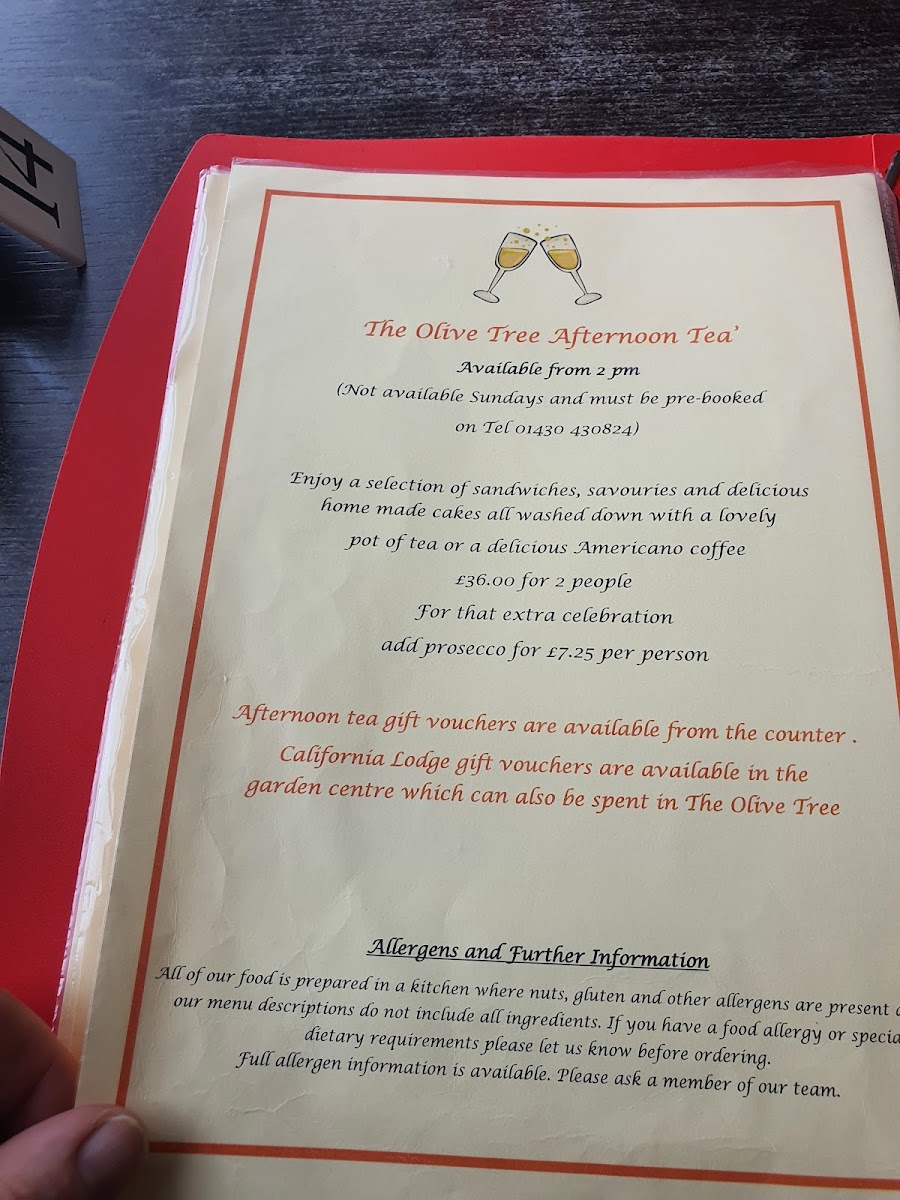 14
The Olive Tree Afternoon Tea'
Available from 2 pm
(Not available Sundays and must be pre-booked
on Tel 01430 430824)
Enjoy a selection of sandwiches, savouries and delicious
home made cakes all washed down with a lovely
pot of tea or a delicious Americano coffee
£36.00 for 2 people
For that extra celebration
add prosecco for £7.25 per person
Afternoon tea gift vouchers are available from the counter .
California Lodge gift vouchers are available in the
garden centre which can also be spent in The Olive Tree
Allergens and Further Information
All of our food is prepared in a kitchen where nuts, gluten and other allergens are present
our menu descriptions do not include all ingredients. If you have a food allergy or specia
dietary requirements please let us know before ordering.
Full allergen information is available. Please ask a member of our team.